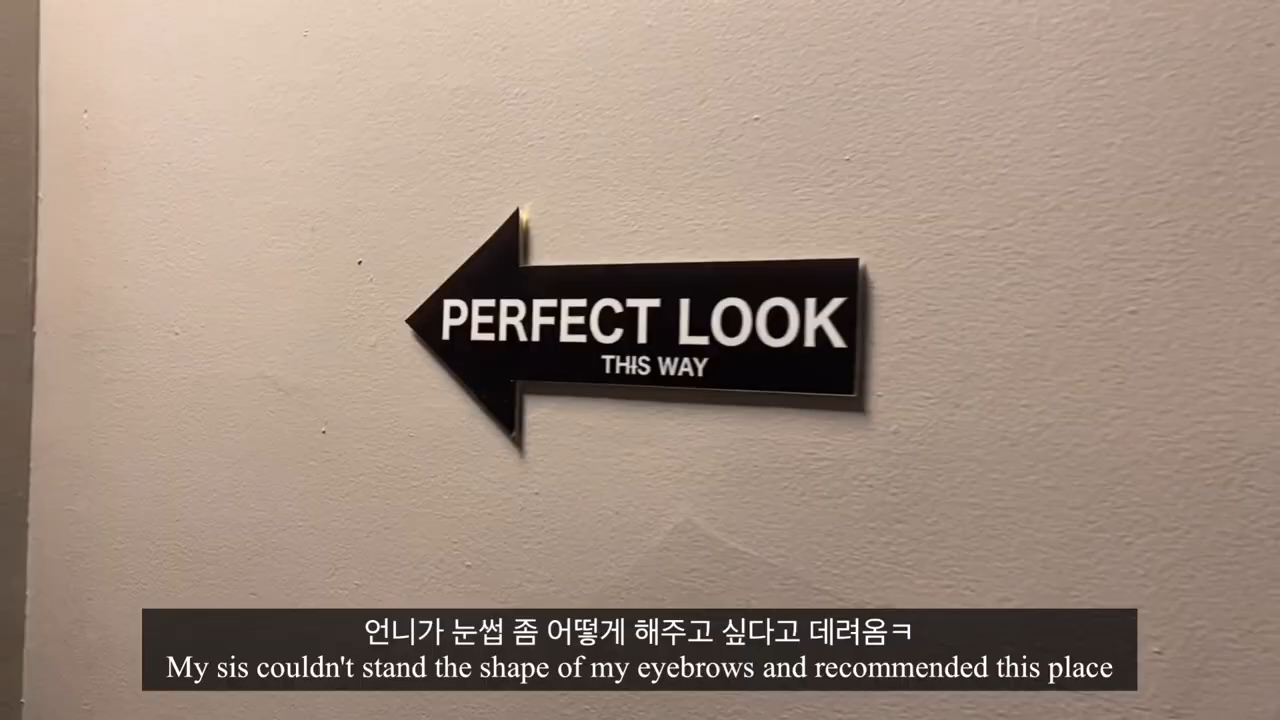 PERFECT LOOK
THIS WAY
언니가 눈썹 좀 어떻게 해주고 싶다고 데려옴ㅋ
My sis couldn't stand the shape of my eyebrows and recommended this place